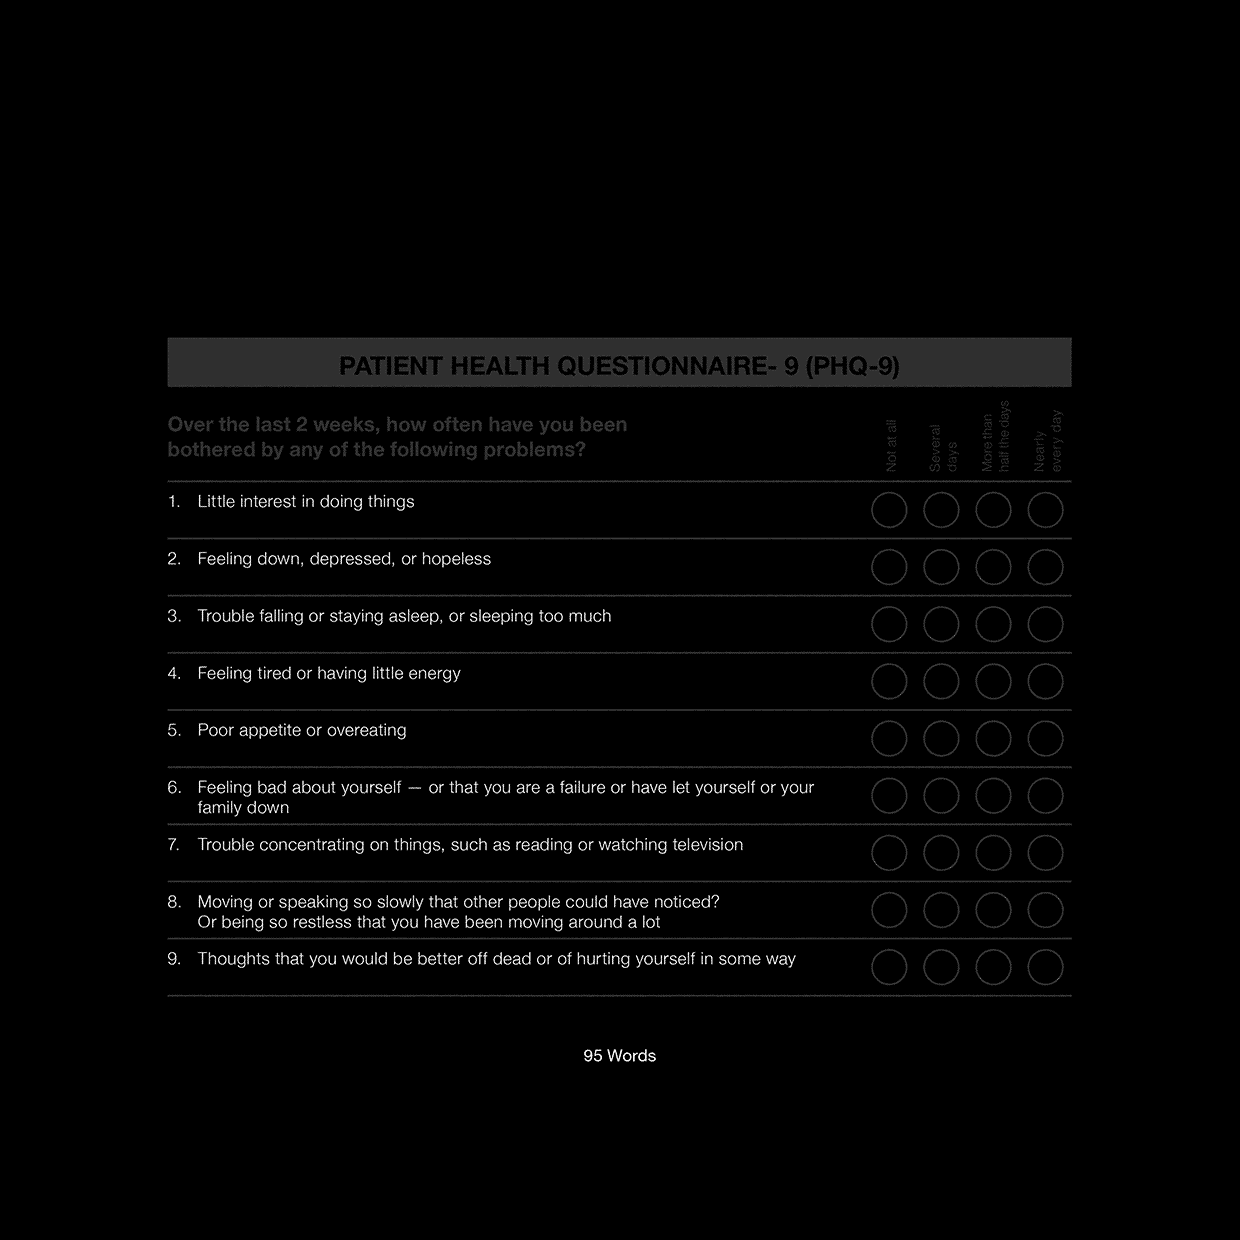 PATIENT HEALTH QUESTIONNAIRE- 9 (PHQ-9)
Over the last 2 weeks, how often have you been
bothered by any of the following problems?
Not at all
Several
days
More than
half the days
Nearly
every day
1. Little interest in doing things
2. Feeling down, depressed, or hopeless
3. Trouble falling or staying asleep, or sleeping too much
4. Feeling tired or having little energy
5. Poor appetite or overeating
6. Feeling bad about yourself — or that you are a failure or have let yourself or your
family down
7. Trouble concentrating on things, such as reading or watching television
8. Moving or speaking so slowly that other people could have noticed?
Or being so restless that you have been moving around a lot
9. Thoughts that you would be better off dead or of hurting yourself in some way
95 Words